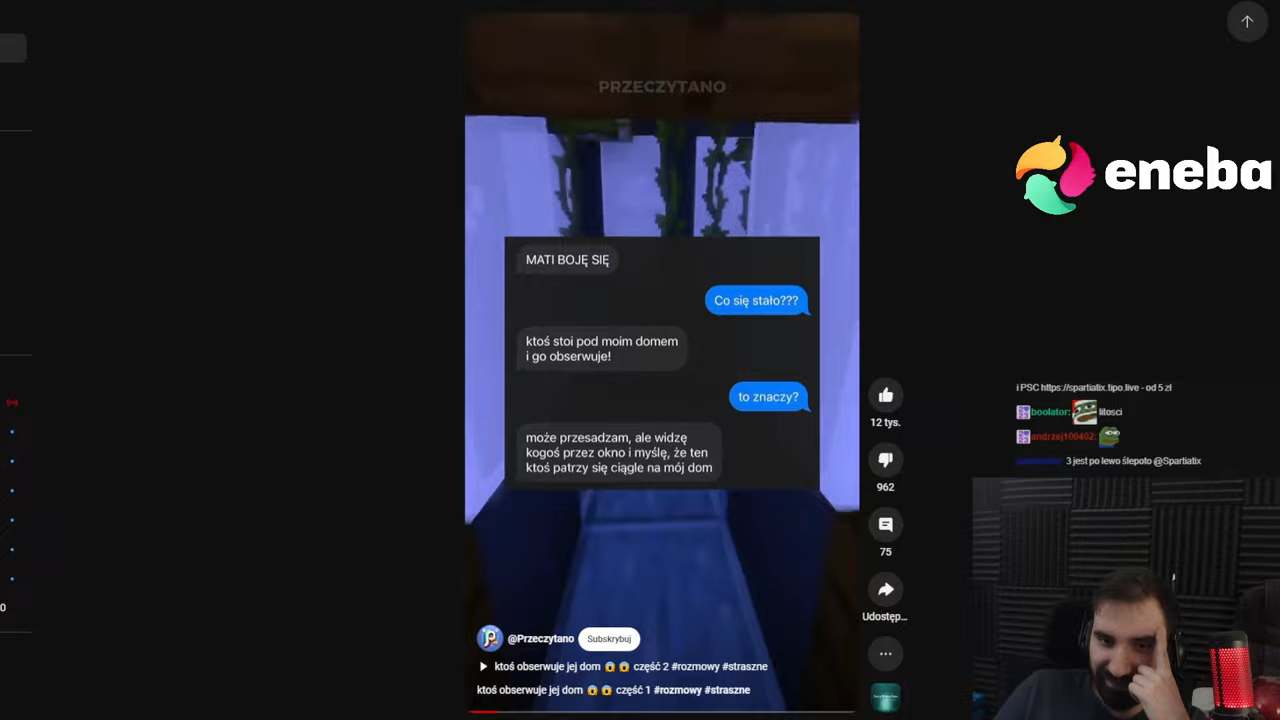 PRZECZYTANO
eneba
MATI BOJĘ SIĘ
Co się stało???
ktoś stoi pod moim domem
i go obserwuje!
to znaczy?
może przesadzam, ale widzę
kogoś przez okno i myślę, że ten
ktoś patrzy się ciągle na mój dom
12 tys.
962
75
Udostęp...
i PSC https://spartiatix.tipo.live - od 5 zł
boolator: litosci
andrzej100402:
3 jest po lewo ślepoto @Spartiatix
0
@Przeczytano
Subskrybuj
ktoś obserwuje jej dom 😱 😱 część 2 #rozmowy #straszne
ktoś obserwuje jej dom 😱 😱 część 1 #rozmowy #straszne